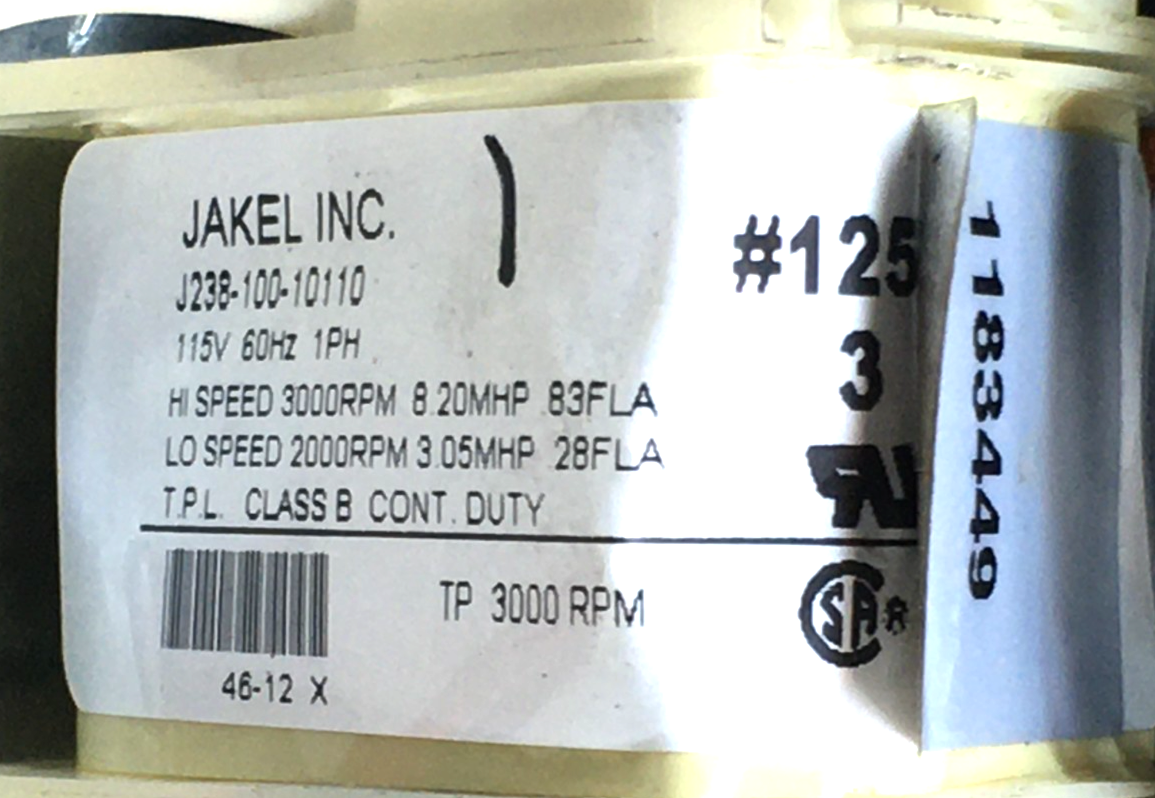 JAKEL INC.
J238-100-10110
115V 60Hz 1PH
HI SPEED 3000RPM 8.20MHP .83FLA
LO SPEED 2000RPM 3.05MHP .28FLA
T.P.L. CLASS B CONT. DUTY
TP 3000 RPM
46-12 X
#125
3
SA®
1183449